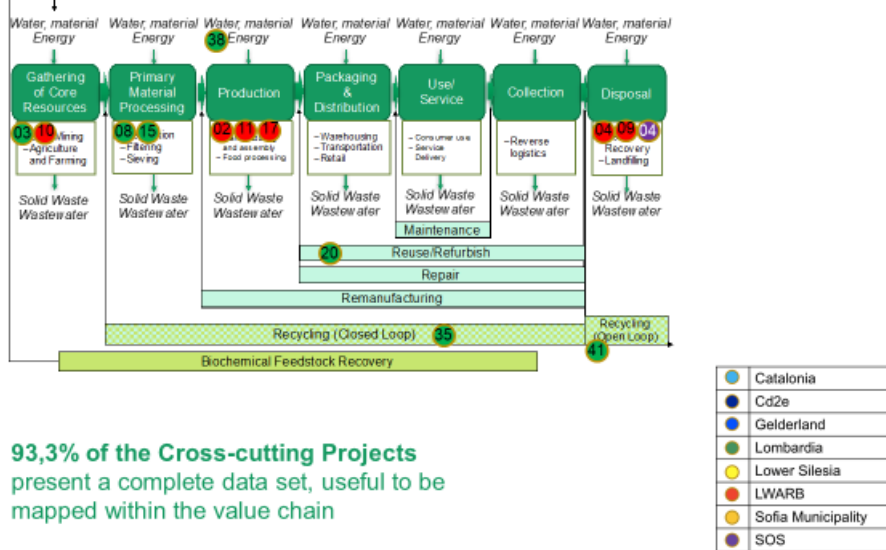 Water, material
Energy
Water, material
Energy
Water, material
38 Energy
Water, material
Energy
Water, material
Energy
Water, material
Energy
Water, material
Energy
Gathering
of Core
Resources
Primary
Material
Processing
Production
Packaging
&
Distribution
Use/
Service
Collection
Disposal
03 10 Mining
–Agriculture
and Farming
08 15
–Filtering
–Sieving
02 11 17
and assembly
– Food processing
–Warehousing
–Transportation
–Retail
– Consumer use
– Service
Delivery
–Reverse
logistics
04 09 04
Recovery
–Landfilling
Solid Waste
Wastewater
Solid Waste
Wastewater
Solid Waste
Wastewater
Solid Waste
Wastewater
Solid Waste
Wastewater
Solid Waste
Wastewater
Solid Waste
Wastewater
Maintenance
20 Reuse/Refurbish
Repair
Remanufacturing
Recycling (Closed Loop) 35
Recycling
(Open Loop)
41
Biochemical Feedstock Recovery
93,3% of the Cross-cutting Projects
present a complete data set, useful to be
mapped within the value chain
Catalonia
Cd2e
Gelderland
Lombardia
Lower Silesia
LWARB
Sofia Municipality
SOS